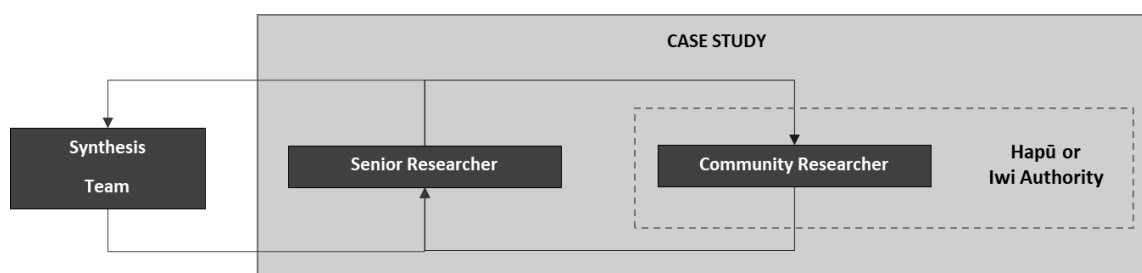 CASE STUDY
Synthesis
Team
Senior Researcher
Community Researcher
Hapū or
Iwi Authority